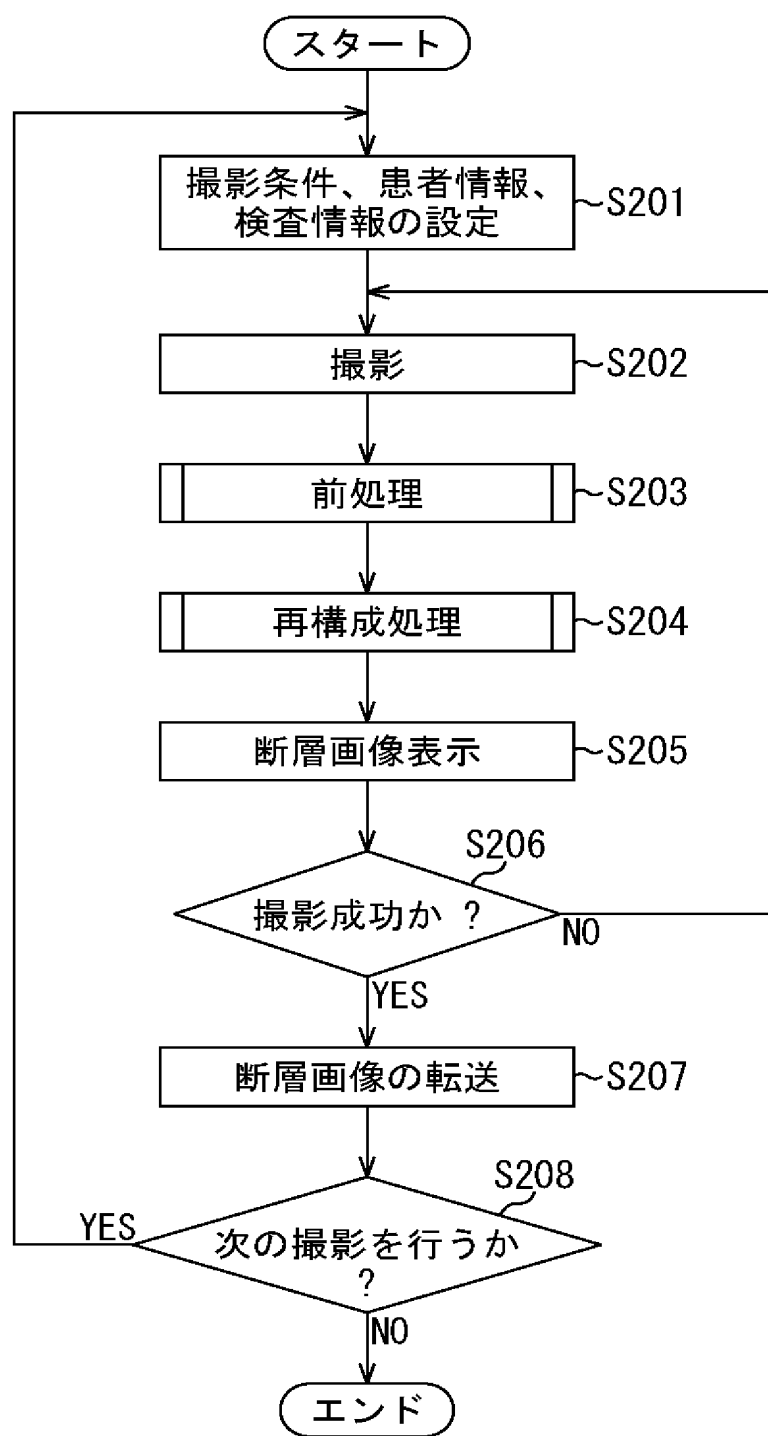 スタート
撮影条件、患者情報、
検査情報の設定
S201
撮影
S202
前処理
S203
再構成処理
S204
断層画像表示
S205
S206
撮影成功か ?
NO
YES
断層画像の転送
S207
S208
YES
次の撮影を行うか
?
NO
エンド